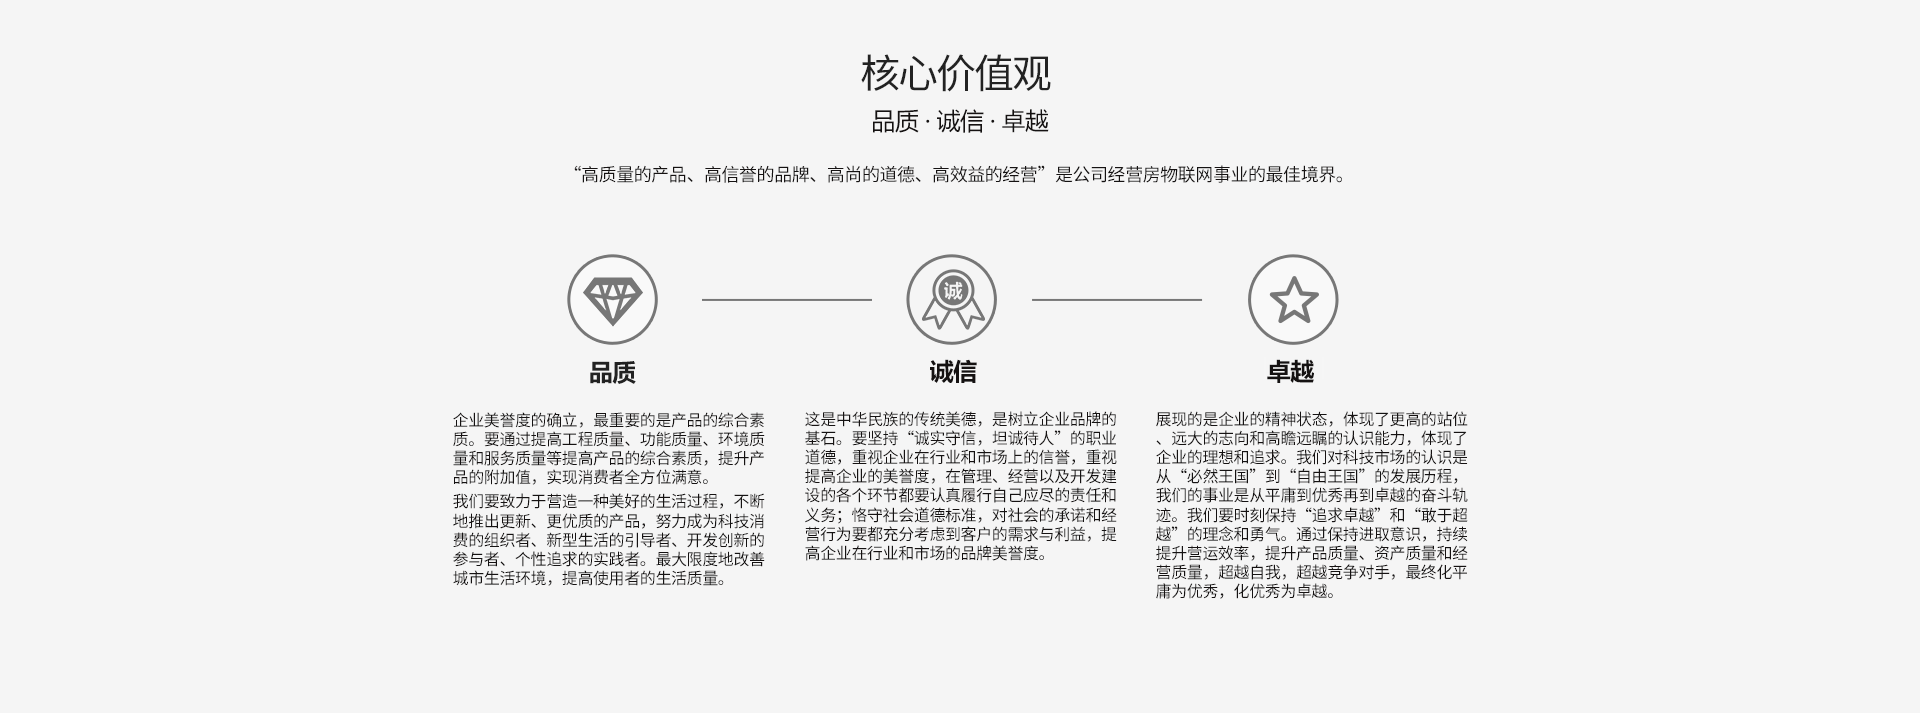 核心价值观
品质 · 诚信 · 卓越
“高质量的产品、高信誉的品牌、高尚的道德、高效益的经营”是公司经营房物联网事业的最佳境界。
诚
品质
企业美誉度的确立，最重要的是产品的综合素
质。要通过提高工程质量、功能质量、环境质
量和服务质量等提高产品的综合素质，提升产
品的附加值，实现消费者全方位满意。
我们要致力于营造一种美好的生活过程，不断
地推出更新、更优质的产品，努力成为科技消
费的组织者、新型生活的引导者、开发创新的
参与者、个性追求的实践者。最大限度地改善
城市生活环境，提高使用者的生活质量。
诚信
这是中华民族的传统美德，是树立企业品牌的
基石。要坚持“诚实守信，坦诚待人”的职业
道德，重视企业在行业和市场上的信誉，重视
提高企业的美誉度，在管理、经营以及开发建
设的各个环节都要认真履行自己应尽的责任和
义务；恪守社会道德标准，对社会的承诺和经
营行为要都充分考虑到客户的需求与利益，提
高企业在行业和市场的品牌美誉度。
卓越
展现的是企业的精神状态，体现了更高的站位
、远大的志向和高瞻远瞩的认识能力，体现了
企业的理想和追求。我们对科技市场的认识是
从“必然王国”到“自由王国”的发展历程，
我们的事业是从平庸到优秀再到卓越的奋斗轨
迹。我们要时刻保持“追求卓越”和“敢于超
越”的理念和勇气。通过保持进取意识，持续
提升营运效率，提升产品质量、资产质量和经
营质量，超越自我，超越竞争对手，最终化平
庸为优秀，化优秀为卓越。